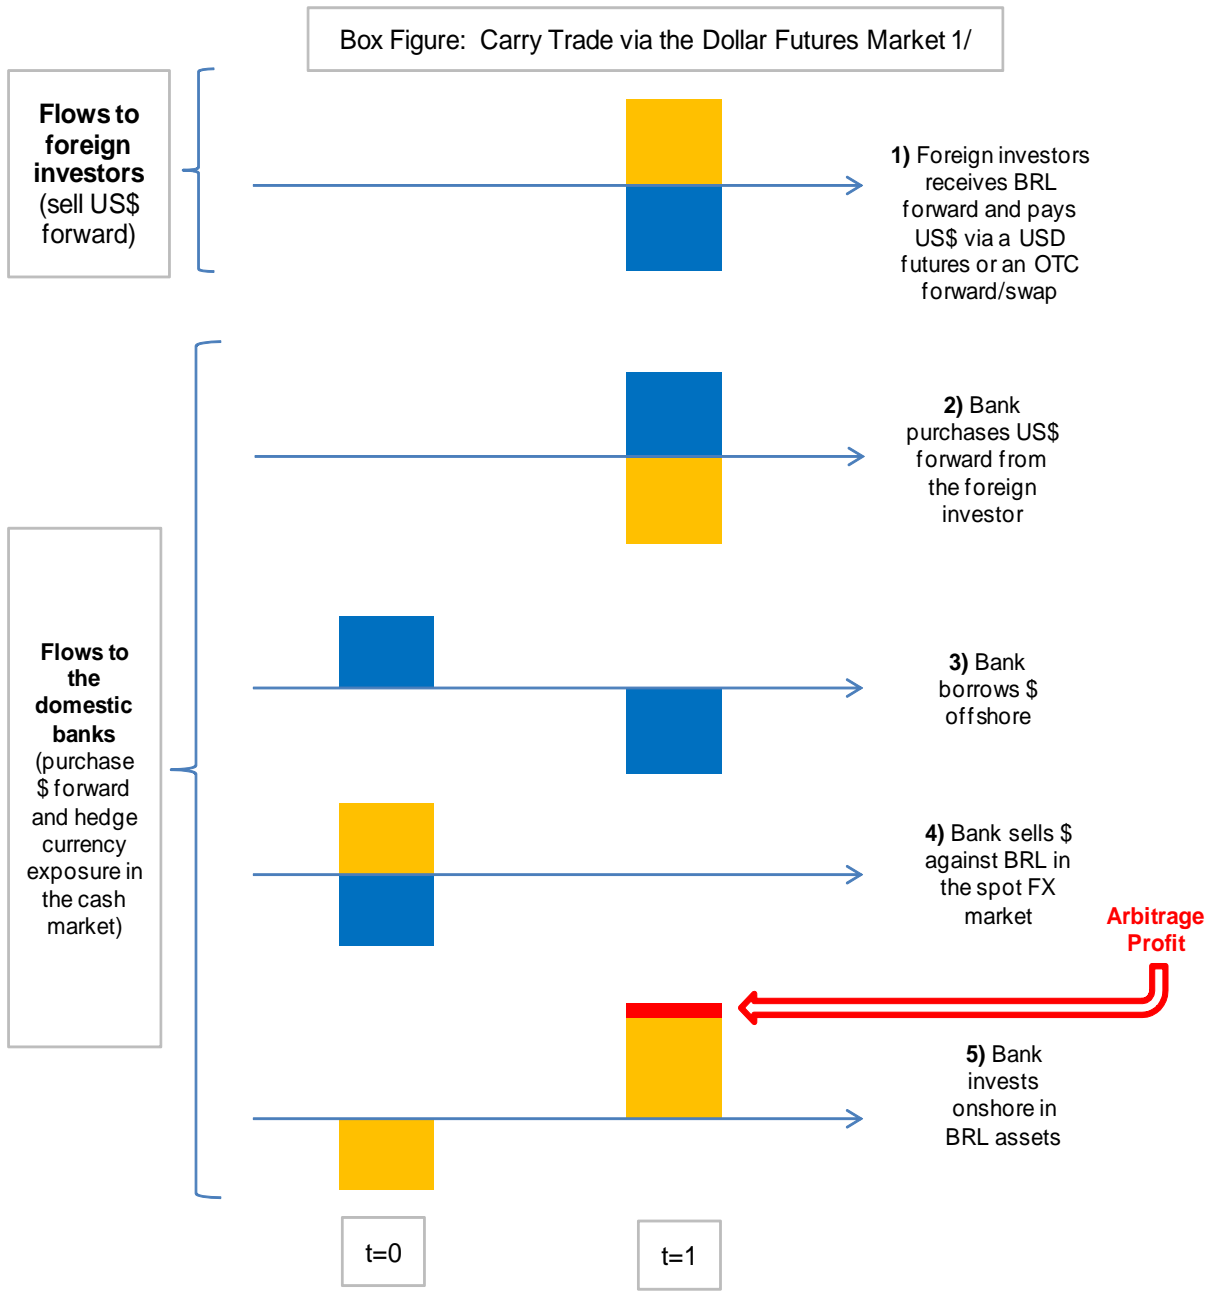 Box Figure: Carry Trade via the Dollar Futures Market 1/
Flows to
foreign
investors
(sell US$
forward)
1) Foreign investors
receives BRL
forward and pays
US$ via a USD
futures or an OTC
forward/swap
2) Bank
purchases US$
forward from
the foreign
investor
Flows to
the
domestic
banks
(purchase
$ forward
and hedge
currency
exposure in
the cash
market)
3) Bank
borrows $
offshore
4) Bank sells $
against BRL in
the spot FX
market
Arbitrage
Profit
5) Bank
invests
onshore in
BRL assets
t=0
t=1